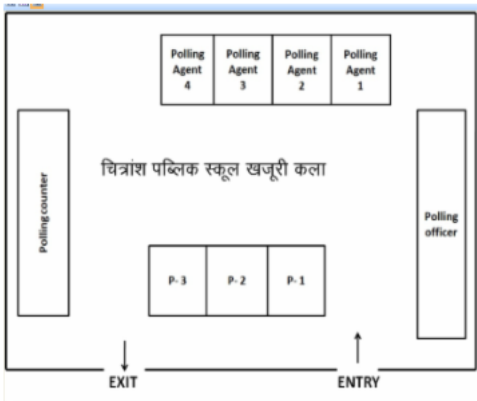 Polling Agent 4
Polling Agent 3
Polling Agent 2
Polling Agent 1
चित्रांश पब्लिक स्कूल खजूरी कला
Polling counter
Polling officer
P- 3
P- 2
P- 1
EXIT
ENTRY